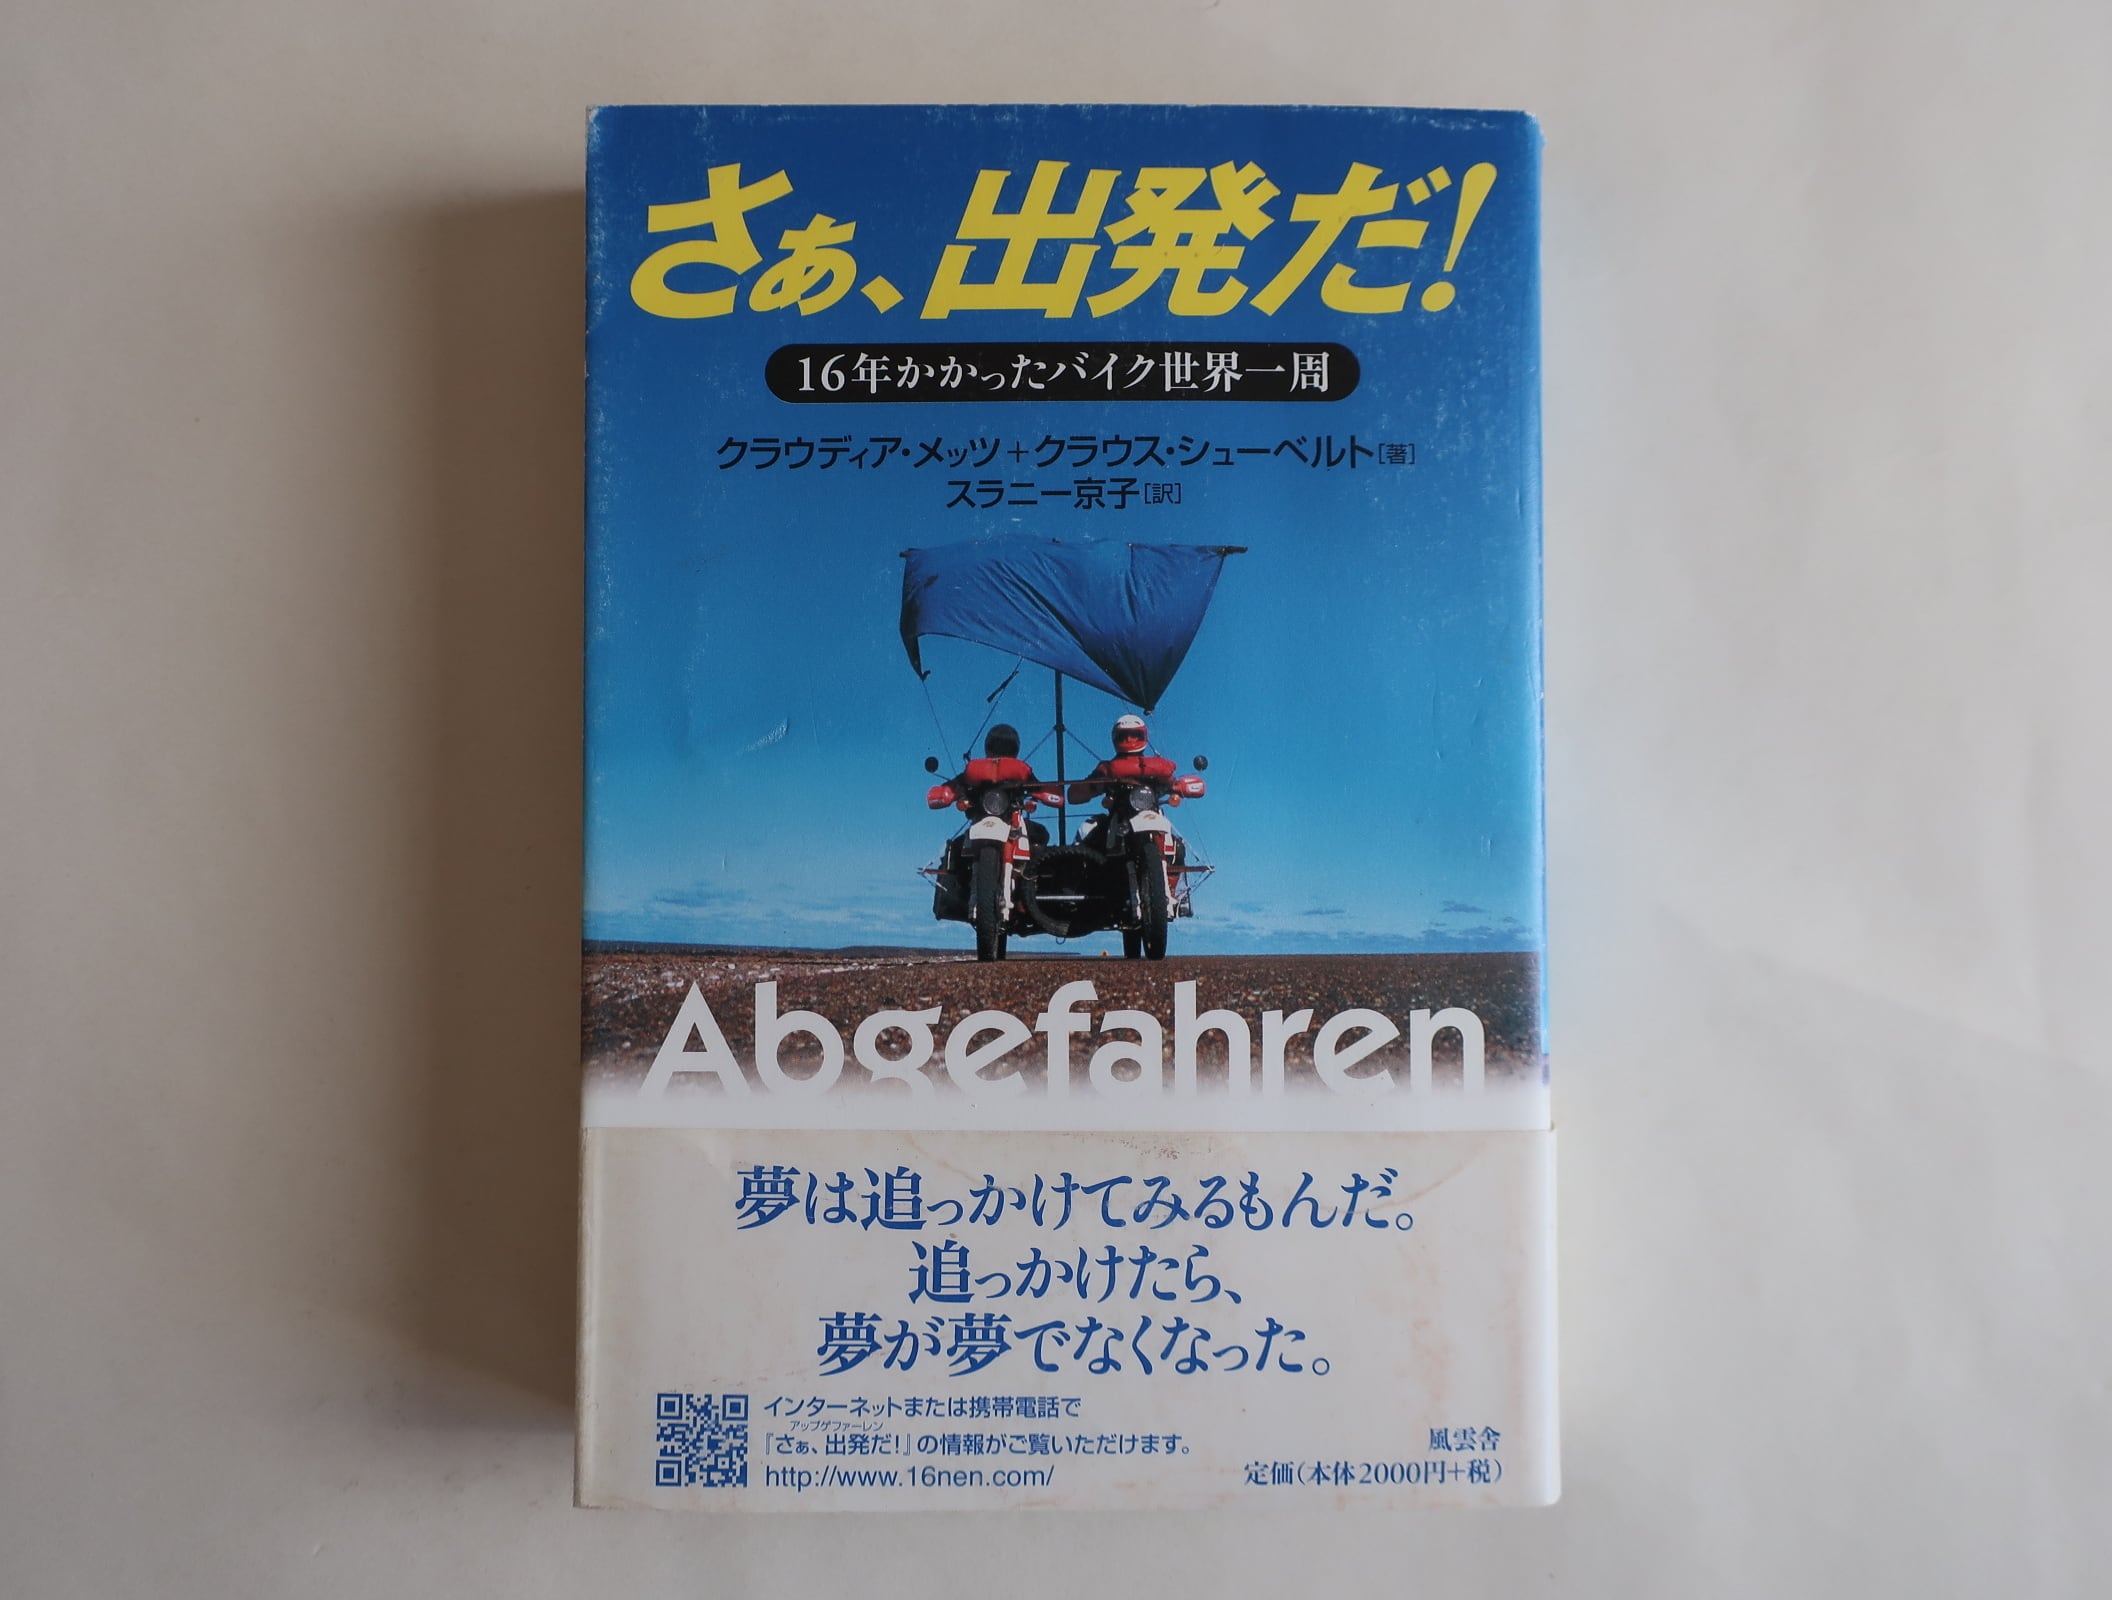 さぁ、出発だ!
16年かかったバイク世界一周
クラウディア・メッツ+クラウス・シューベルト[著]
スラニー京子[訳]
Abgefahren
夢は追っかけてみるもんだ。
追っかけたら、
夢が夢でなくなった。
インターネットまたは携帯電話で
アップゲファーレン
『さぁ、出発だ!』の情報がご覧いただけます。
http://www.16nen.com/
風雲舎
定価(本体2000円+税)